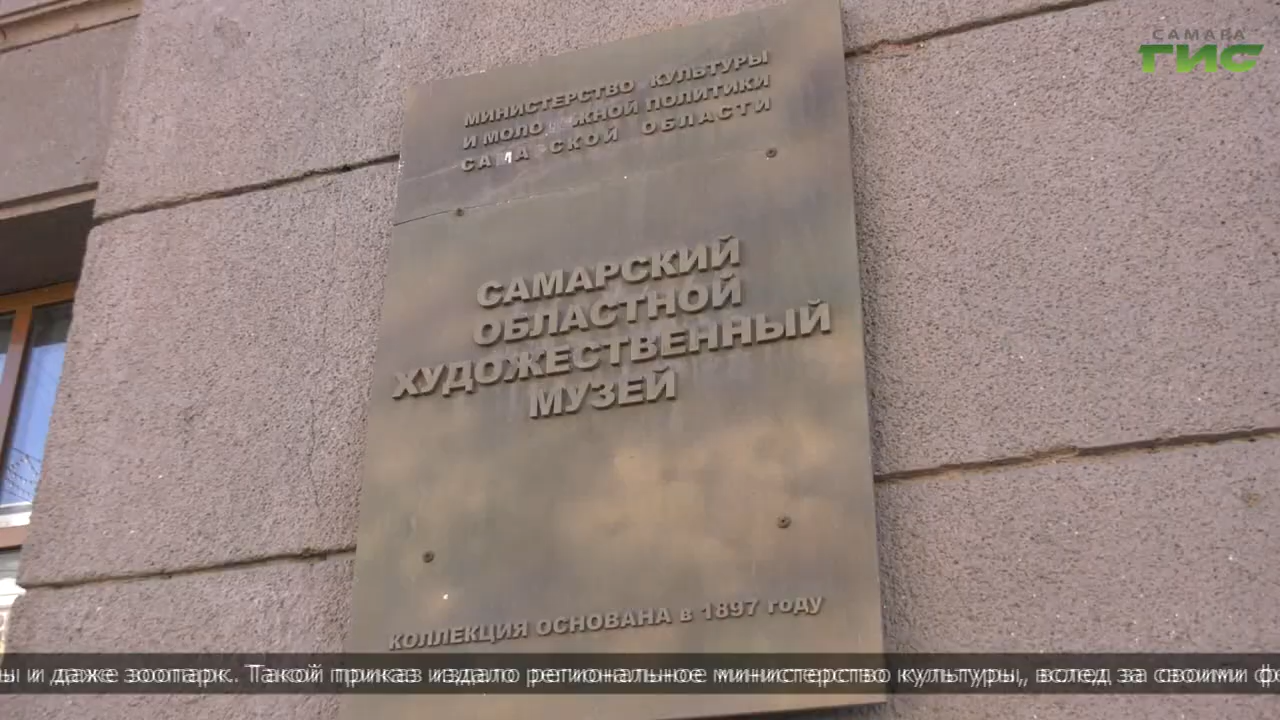 САМАРА
ГИС
МИНИСТЕРСТВО КУЛЬТУРЫ
И МОЛО ЖНОЙ ПОЛИТИКИ
САМА СКОЙ ОБЛАСТИ
САМАРСКИЙ
ОБЛАСТНОЙ
ХУДОЖЕСТВЕННЫЙ
МУЗЕЙ
КОЛЛЕКЦИЯ ОСНОВАНА в 1897 году
ы и даже зоопарк. Такой приказ издало региональное министерство культуры, вслед за своими фе